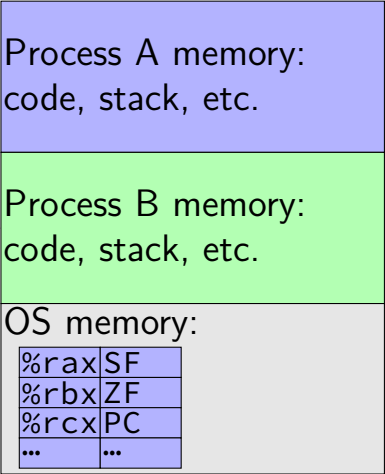 Process A memory:
code, stack, etc.
Process B memory:
code, stack, etc.
OS memory:
%rax SF
%rbx ZF
%rcx PC
… …